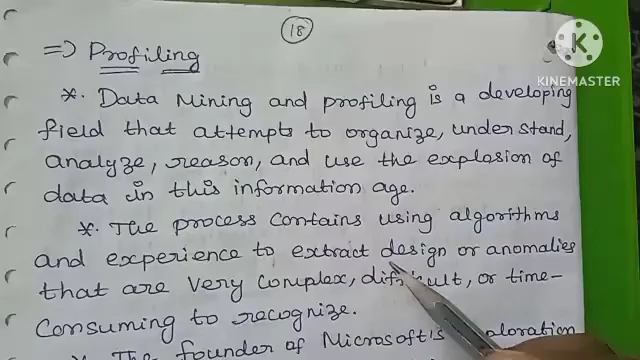 18
=> Profiling
*. Data Mining and profiling is a developing
field that attempts to organize, understand,
analyze, reason, and use the explosion of
data in this information age.
*. The process contains using algorithms
and experience to extract design or anomalies
that are very complex, difficult, or time-
Consuming to recognize.
*. The founder of Microsoft's
KINEMASTER